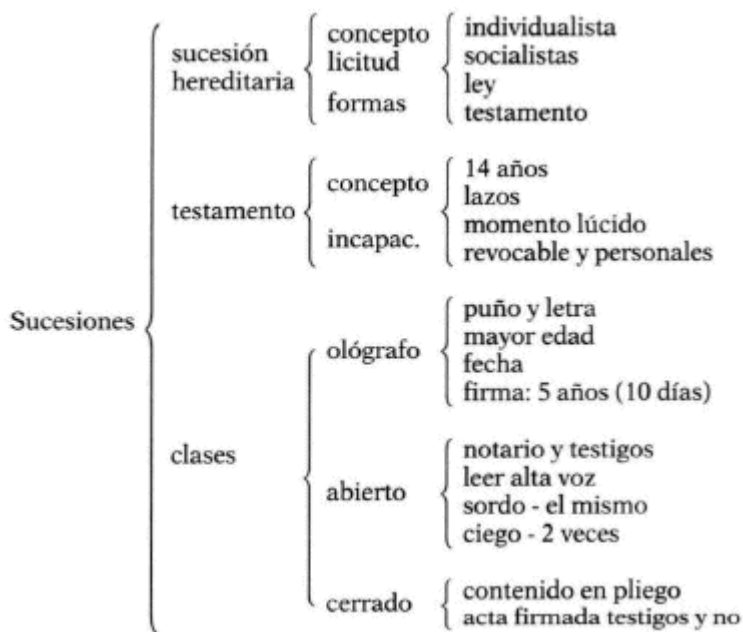 Sucesiones
sucesión
hereditaria
concepto
licitud
formas
individualista
socialistas
ley
testamento
testamento
concepto
incapac.
14 años
lazos
momento lúcido
revocable y personales
clases
ológrafo
puño y letra
mayor edad
fecha
firma: 5 años (10 días)
abierto
notario y testigos
leer alta voz
sordo - el mismo
ciego - 2 veces
cerrado
contenido en pliego
acta firmada testigos y no